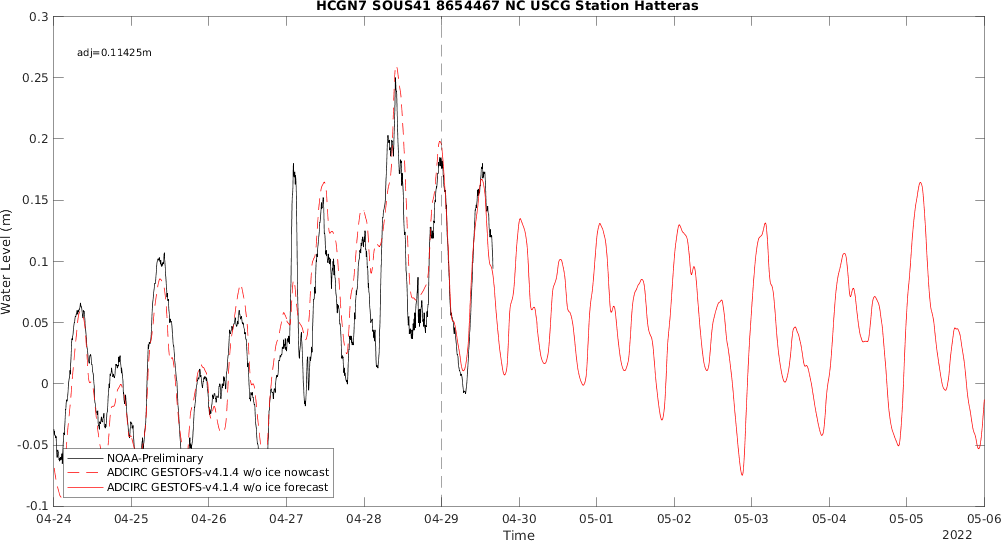 HCGN7 SOUS41 8654467 NC USCG Station Hatteras
0.3
adj=0.11425m
0.25
0.2
0.15
0.1
0.05
0
-0.05
-0.1
Water Level (m)
NOAA-Preliminary
ADCIRC GESTOFS-v4.1.4 w/o ice nowcast
ADCIRC GESTOFS-v4.1.4 w/o ice forecast
04-24 04-25 04-26 04-27 04-28 04-29 04-30 05-01 05-02 05-03 05-04 05-05 05-06
Time
2022